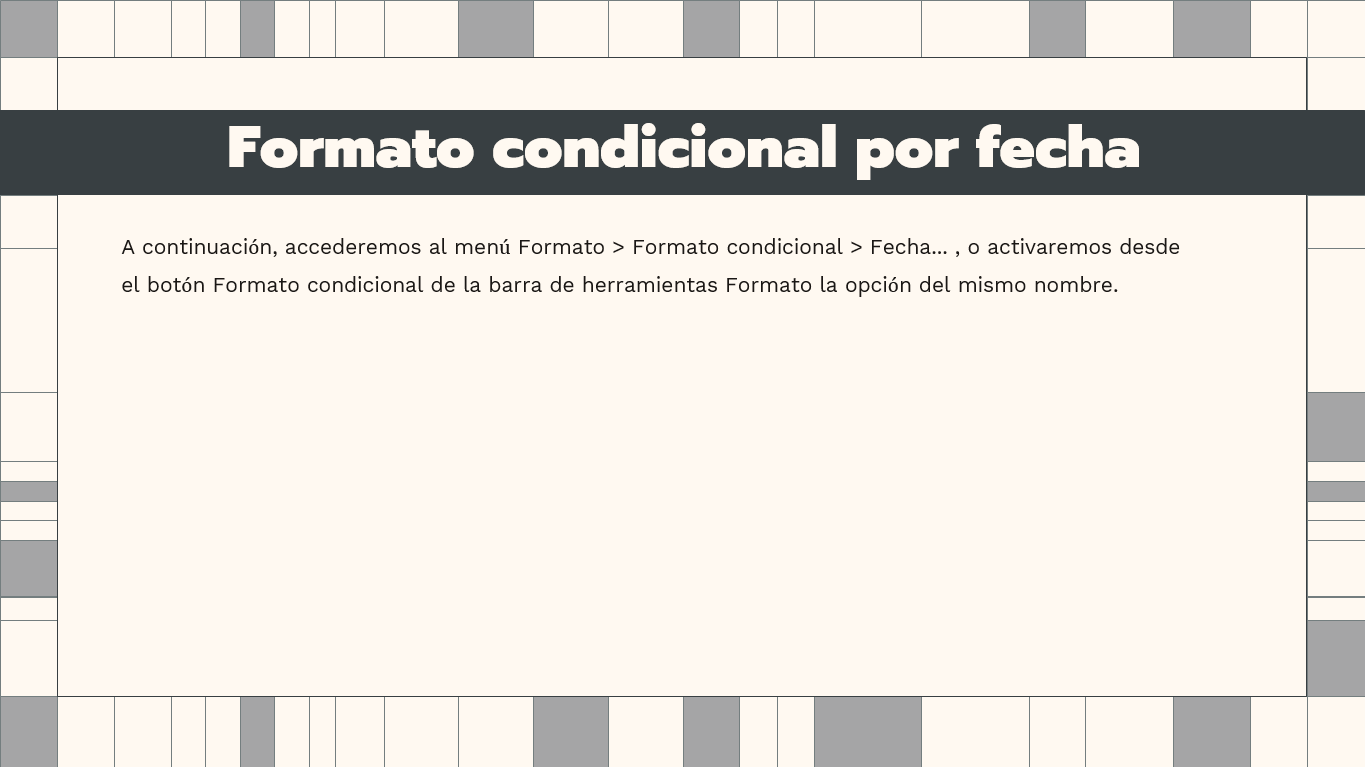 Formato condicional por fecha
A continuación, accederemos al menú Formato > Formato condicional > Fecha... , o activaremos desde
el botón Formato condicional de la barra de herramientas Formato la opción del mismo nombre.